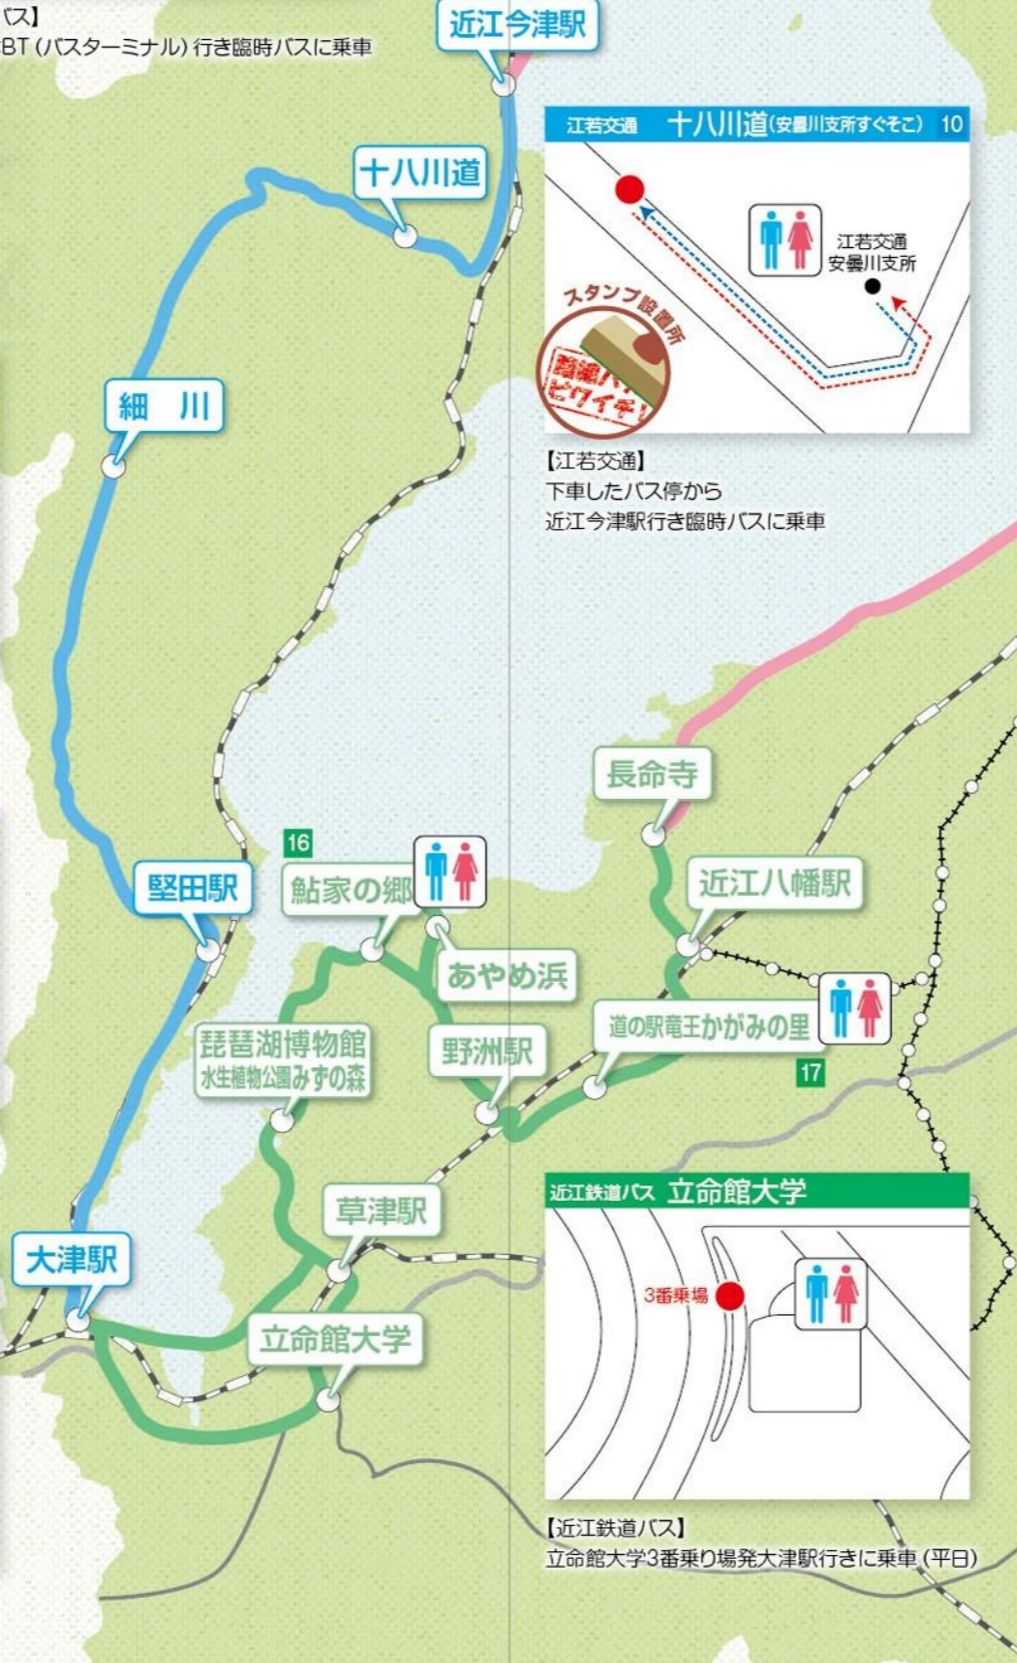 バス】
BT（バスターミナル）行き臨時バスに乗車
近江今津駅
江若交通 十八川道(安曇川支所すぐそこ) 10
十八川道
江若交通
安曇川支所
スタンプ設置所
路線バス
ビワイチ!
細 川
【江若交通】
下車したバス停から
近江今津駅行き臨時バスに乗車
長命寺
16
堅田駅
鮎家の郷
近江八幡駅
あやめ浜
道の駅竜王かがみの里
琵琶湖博物館
水生植物公園みずの森
野洲駅
17
近江鉄道バス 立命館大学
草津駅
大津駅
3番乗場
立命館大学
【近江鉄道バス】
立命館大学3番乗り場発大津駅行きに乗車（平日）